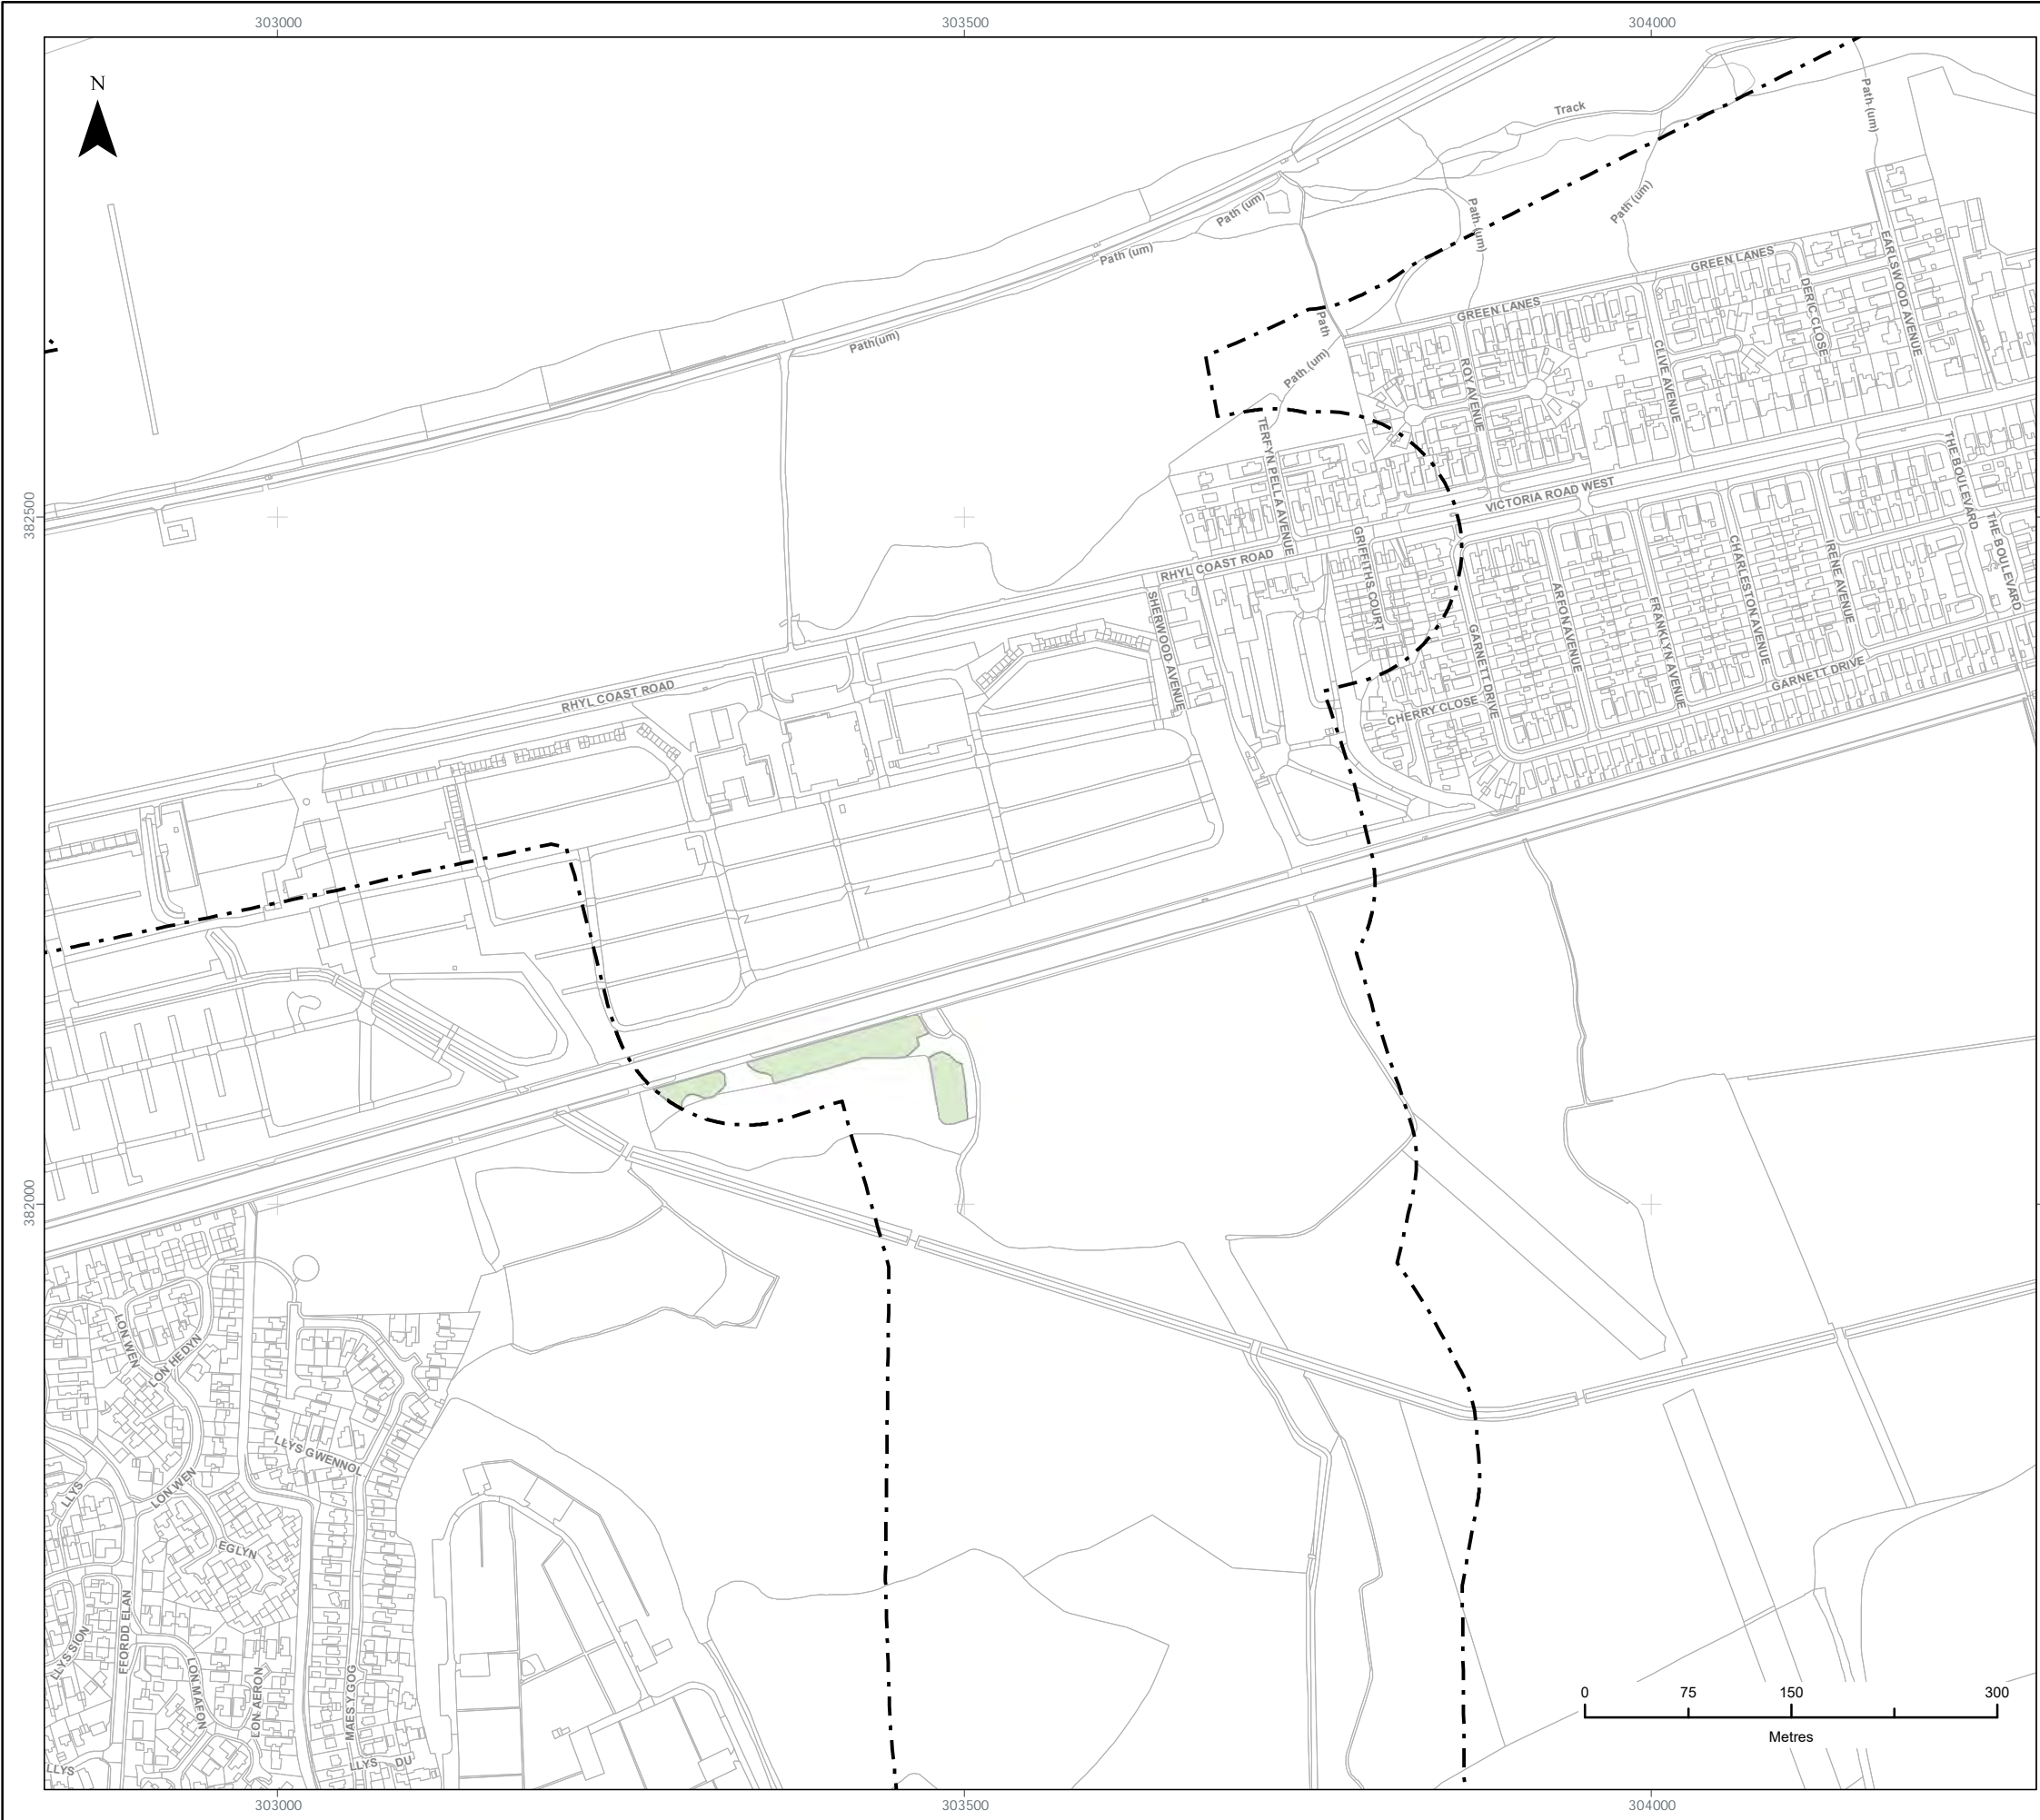 303000
303500
304000
N
Track
Path (um)
Path (um)
Path (um)
Path (um)
Path (um)
Path(um)
Path
Path (um)
GREEN LANES
GREEN LANES
EARLSWOOD AVENUE
DERIC CLOSE
CLIVE AVENUE
ROY AVENUE
TERFYN PELLA AVENUE
VICTORIA ROAD WEST
THE BOULEVARD
THE BOULEVARD
382500
RHYL COAST ROAD
GRIFFITHS COURT
CHARLESTON AVENUE
IRENE AVENUE
ARFON AVENUE
FRANKLYN AVENUE
SHERWOOD AVENUE
GARNETT DRIVE
GARNETT DRIVE
CHERRY CLOSE
RHYL COAST ROAD
382000
LON WEN
LON HEDYN
LLYS GWENNOL
LLYS
LON WEN
EGLYN
LLYS SION
FFORDD ELAN
LON MAFON
LON AERON
MAES Y GOG
LLYS DU
LLYS
0 75 150 300
Metres
303000
303500
304000